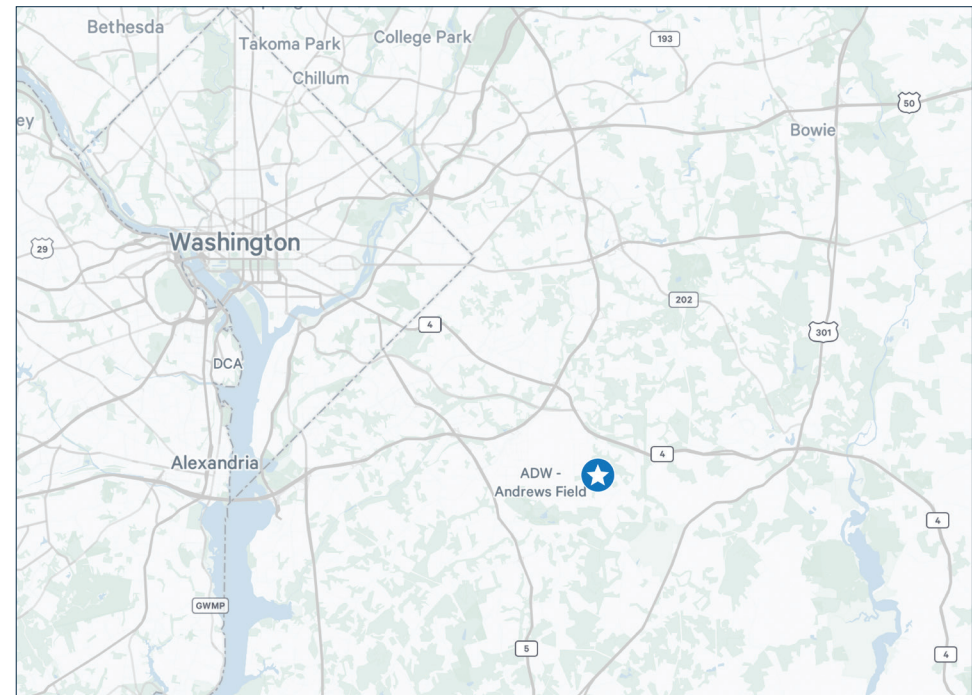 Bethesda
Takoma Park
College Park
193
Chillum
50
ey
Bowie
Washington
29
202
4
301
DCA
4
Alexandria
ADW -
Andrews Field
4
GWMP
5
4